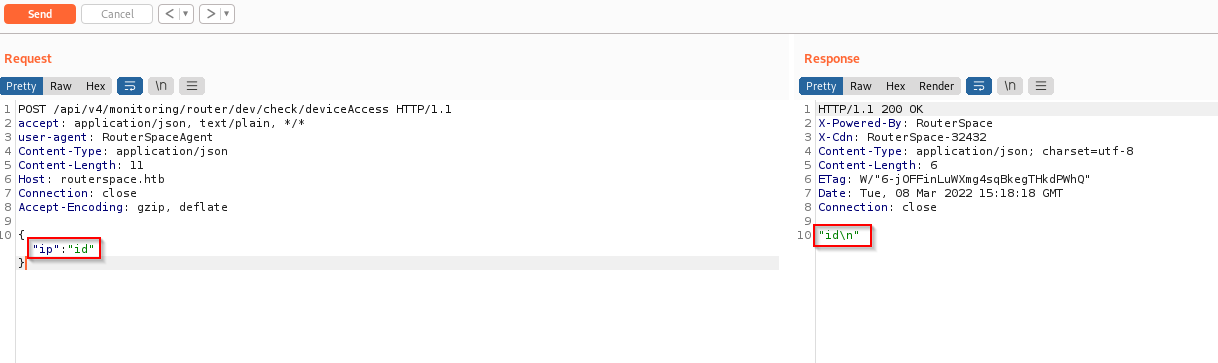 Send Cancel < > 
Request
Pretty Raw Hex \n
1 POST /api/v4/monitoring/router/dev/check/deviceAccess HTTP/1.1
2 accept: application/json, text/plain, */*
3 user-agent: RouterSpaceAgent
4 Content-Type: application/json
5 Content-Length: 11
6 Host: routerspace.htb
7 Connection: close
8 Accept-Encoding: gzip, deflate
9
10 {
"ip":"id"
}
Response
Pretty Raw Hex Render \n
1 HTTP/1.1 200 OK
2 X-Powered-By: RouterSpace
3 X-Cdn: RouterSpace-32432
4 Content-Type: application/json; charset=utf-8
5 Content-Length: 6
6 ETag: W/"6-jOFFinLuWXmg4sqBkegTHkdPWhQ"
7 Date: Tue, 08 Mar 2022 15:18:18 GMT
8 Connection: close
9
10 "id\n"